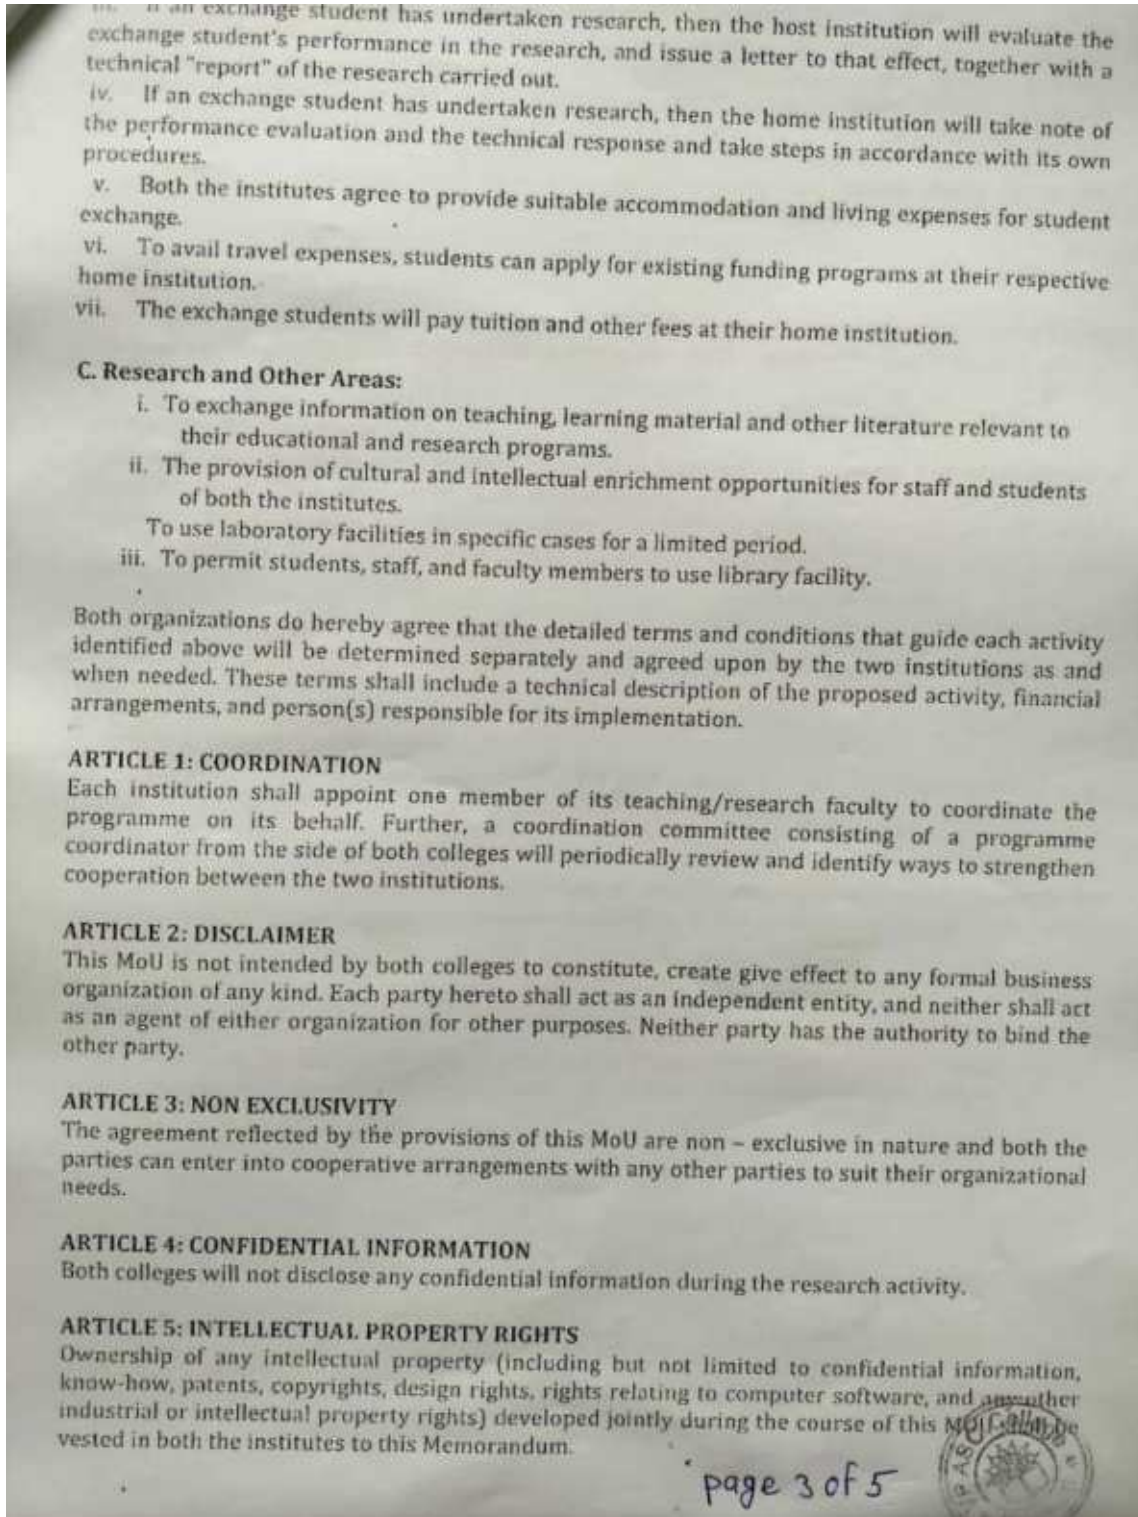 iii. If an exchange student has undertaken research, then the host institution will evaluate the
exchange student's performance in the research, and issue a letter to that effect, together with a
technical "report" of the research carried out.
iv. If an exchange student has undertaken research, then the home institution will take note of
the performance evaluation and the technical response and take steps in accordance with its own
procedures.
v. Both the institutes agree to provide suitable accommodation and living expenses for student
exchange.
vi. To avail travel expenses, students can apply for existing funding programs at their respective
home institution.
vii. The exchange students will pay tuition and other fees at their home institution.
C. Research and Other Areas:
i. To exchange information on teaching, learning material and other literature relevant to
their educational and research programs.
ii. The provision of cultural and intellectual enrichment opportunities for staff and students
of both the institutes.
To use laboratory facilities in specific cases for a limited period.
iii. To permit students, staff, and faculty members to use library facility.
Both organizations do hereby agree that the detailed terms and conditions that guide each activity
identified above will be determined separately and agreed upon by the two institutions as and
when needed. These terms shall include a technical description of the proposed activity, financial
arrangements, and person(s) responsible for its implementation.
ARTICLE 1: COORDINATION
Each institution shall appoint one member of its teaching/research faculty to coordinate the
programme on its behalf. Further, a coordination committee consisting of a programme
coordinator from the side of both colleges will periodically review and identify ways to strengthen
cooperation between the two institutions.
ARTICLE 2: DISCLAIMER
This MoU is not intended by both colleges to constitute, create give effect to any formal business
organization of any kind. Each party hereto shall act as an independent entity, and neither shall act
as an agent of either organization for other purposes. Neither party has the authority to bind the
other party.
ARTICLE 3: NON EXCLUSIVITY
The agreement reflected by the provisions of this MoU are non – exclusive in nature and both the
parties can enter into cooperative arrangements with any other parties to suit their organizational
needs.
ARTICLE 4: CONFIDENTIAL INFORMATION
Both colleges will not disclose any confidential information during the research activity.
ARTICLE 5: INTELLECTUAL PROPERTY RIGHTS
Ownership of any intellectual property (including but not limited to confidential information,
know-how, patents, copyrights, design rights, rights relating to computer software, and any other
industrial or intellectual property rights) developed jointly during the course of this MOU shall be
vested in both the institutes to this Memorandum.
page 3 of 5